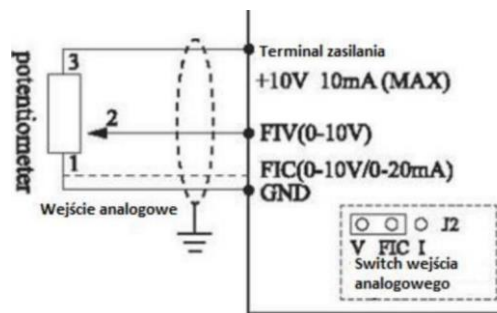 potentiometer
3
2
1
Terminal zasilania
+10V 10mA (MAX)
FIV(0-10V)
FIC(0-10V/0-20mA)
GND
Wejście analogowe
J2
V FIC I
Switch wejścia
analogowego